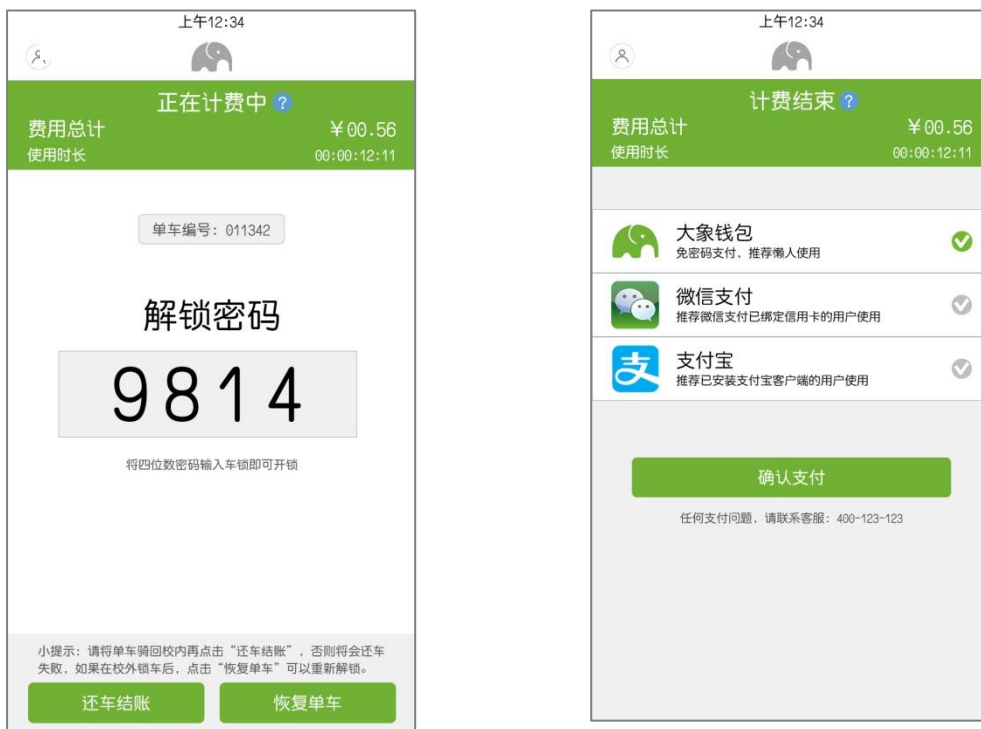 上午12:34
正在计费中 ?
费用总计 ￥00.56
使用时长 00:00:12:11
单车编号：011342
解锁密码
9814
将四位数密码输入车锁即可开锁
小提示：请将单车骑回校内再点击“还车结账”，否则将会还车
失败，如果在校外锁车后，点击“恢复单车”可以重新解锁。
还车结账 恢复单车
上午12:34
计费结束 ?
费用总计 ￥00.56
使用时长 00:00:12:11
大象钱包
免密码支付，推荐懒人使用
微信支付
推荐微信支付已绑定信用卡的用户使用
支
支付宝
推荐已安装支付宝客户端的用户使用
确认支付
任何支付问题，请联系客服：400-123-123